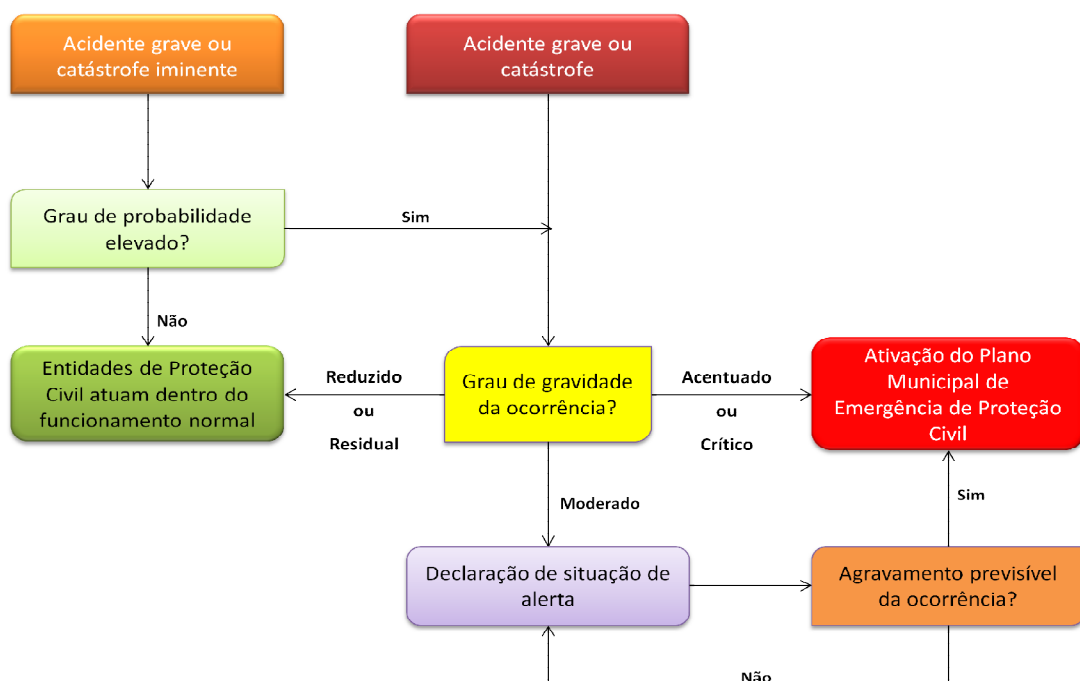 Acidente grave ou
catástrofe iminente
Acidente grave ou
catástrofe
Grau de probabilidade
elevado?
Sim
Não
Entidades de Proteção
Civil atuam dentro do
funcionamento normal
Reduzido
ou
Residual
Grau de gravidade
da ocorrência?
Acentuado
ou
Crítico
Ativação do Plano
Municipal de
Emergência de Proteção
Civil
Moderado
Sim
Declaração de situação de
alerta
Agravamento previsível
da ocorrência?
Não